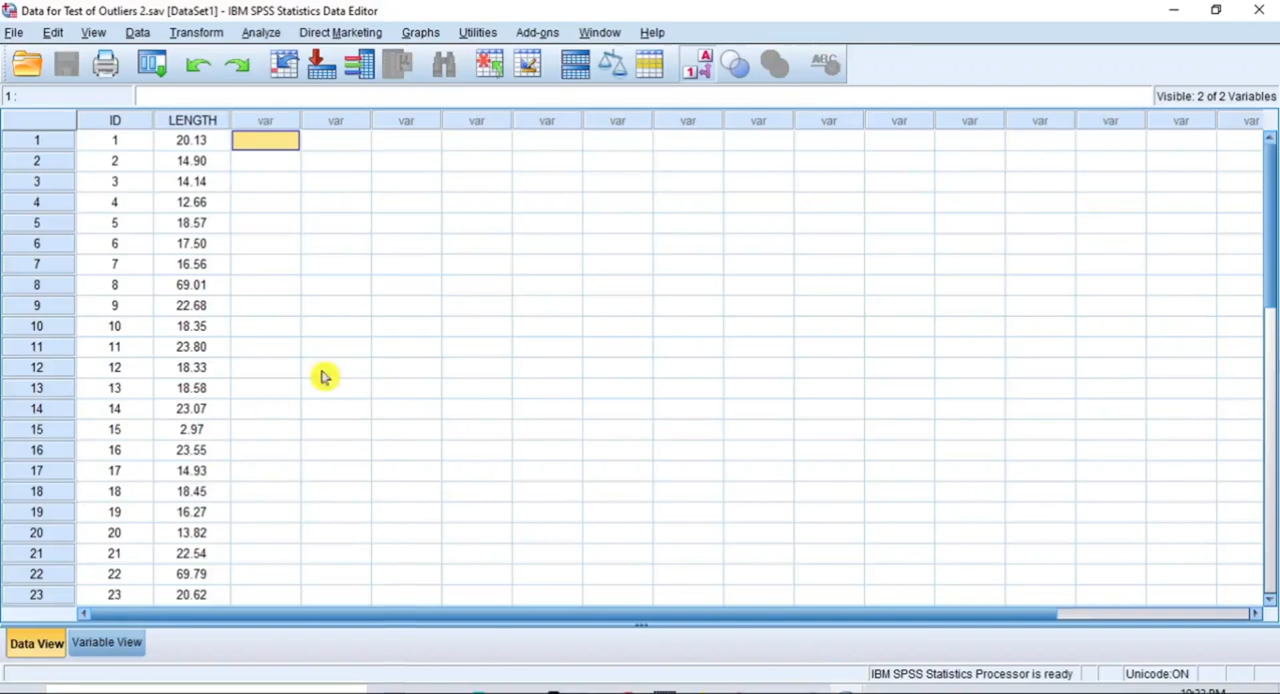 Data for Test of Outliers 2.sav [DataSet1] - IBM SPSS Statistics Data Editor
File Edit View Data Transform Analyze Direct Marketing Graphs Utilities Add-ons Window Help
A
1
ABC
1 : Visible: 2 of 2 Variables
ID LENGTH var var var var var var var var var var var var var var var
1 1 20.13
2 2 14.90
3 3 14.14
4 4 12.66
5 5 18.57
6 6 17.50
7 7 16.56
8 8 69.01
9 9 22.68
10 10 18.35
11 11 23.80
12 12 18.33
13 13 18.58
14 14 23.07
15 15 2.97
16 16 23.55
17 17 14.93
18 18 18.45
19 19 16.27
20 20 13.82
21 21 22.54
22 22 69.79
23 23 20.62
Data View Variable View
IBM SPSS Statistics Processor is ready Unicode:ON